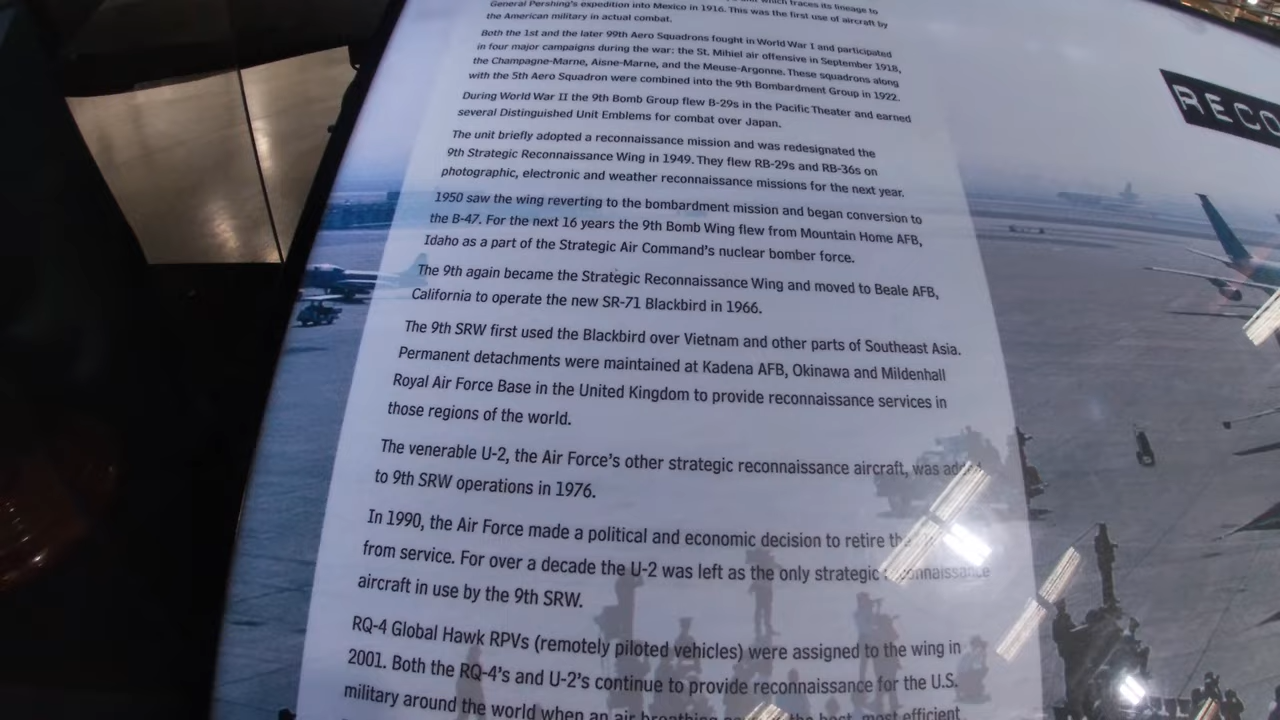 which traces its lineage to
General Pershing's expedition into Mexico in 1916. This was the first use of aircraft by
the American military in actual combat.
Both the 1st and the later 99th Aero Squadrons fought in World War I and participated
in four major campaigns during the war: the St. Mihiel air offensive in September 1918,
the Champagne-Marne, Aisne-Marne, and the Meuse-Argonne. These squadrons along
with the 5th Aero Squadron were combined into the 9th Bombardment Group in 1922.
During World War II the 9th Bomb Group flew B-29s in the Pacific Theater and earned
several Distinguished Unit Emblems for combat over Japan.
The unit briefly adopted a reconnaissance mission and was redesignated the
9th Strategic Reconnaissance Wing in 1949. They flew RB-29s and RB-36s on
photographic, electronic and weather reconnaissance missions for the next year.
1950 saw the wing reverting to the bombardment mission and began conversion to
the B-47. For the next 16 years the 9th Bomb Wing flew from Mountain Home AFB,
Idaho as a part of the Strategic Air Command's nuclear bomber force.
The 9th again became the Strategic Reconnaissance Wing and moved to Beale AFB,
California to operate the new SR-71 Blackbird in 1966.
The 9th SRW first used the Blackbird over Vietnam and other parts of Southeast Asia.
Permanent detachments were maintained at Kadena AFB, Okinawa and Mildenhall
Royal Air Force Base in the United Kingdom to provide reconnaissance services in
those regions of the world.
The venerable U-2, the Air Force's other strategic reconnaissance aircraft, was added
to 9th SRW operations in 1976.
In 1990, the Air Force made a political and economic decision to retire the
from service. For over a decade the U-2 was left as the only strategic reconnaissance
aircraft in use by the 9th SRW.
RQ-4 Global Hawk RPVs (remotely piloted vehicles) were assigned to the wing in
2001. Both the RQ-4's and U-2's continue to provide reconnaissance for the U.S.
military around the world when an air breathing the best, most efficient
RECO